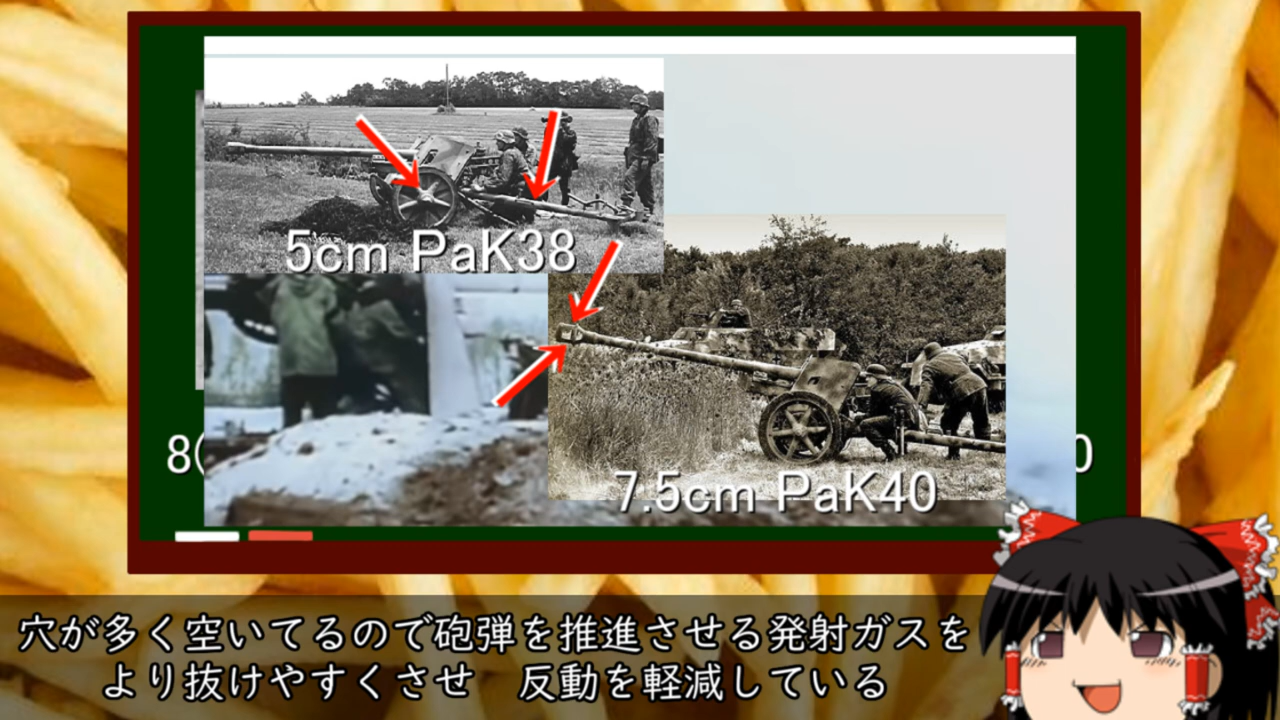 5cm PaK38
7.5cm PaK40
8
0
穴が多く空いてるので砲弾を推進させる発射ガスを
より抜けやすくさせ 反動を軽減している